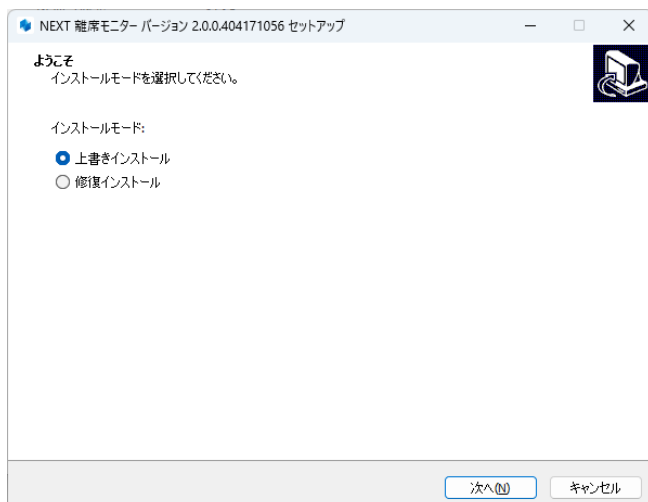 NEXT 離席モニター バージョン 2.0.0.404171056 セットアップ
ようこそ
インストールモードを選択してください。
インストールモード:
上書きインストール
修復インストール
次へ(N)
キャンセル